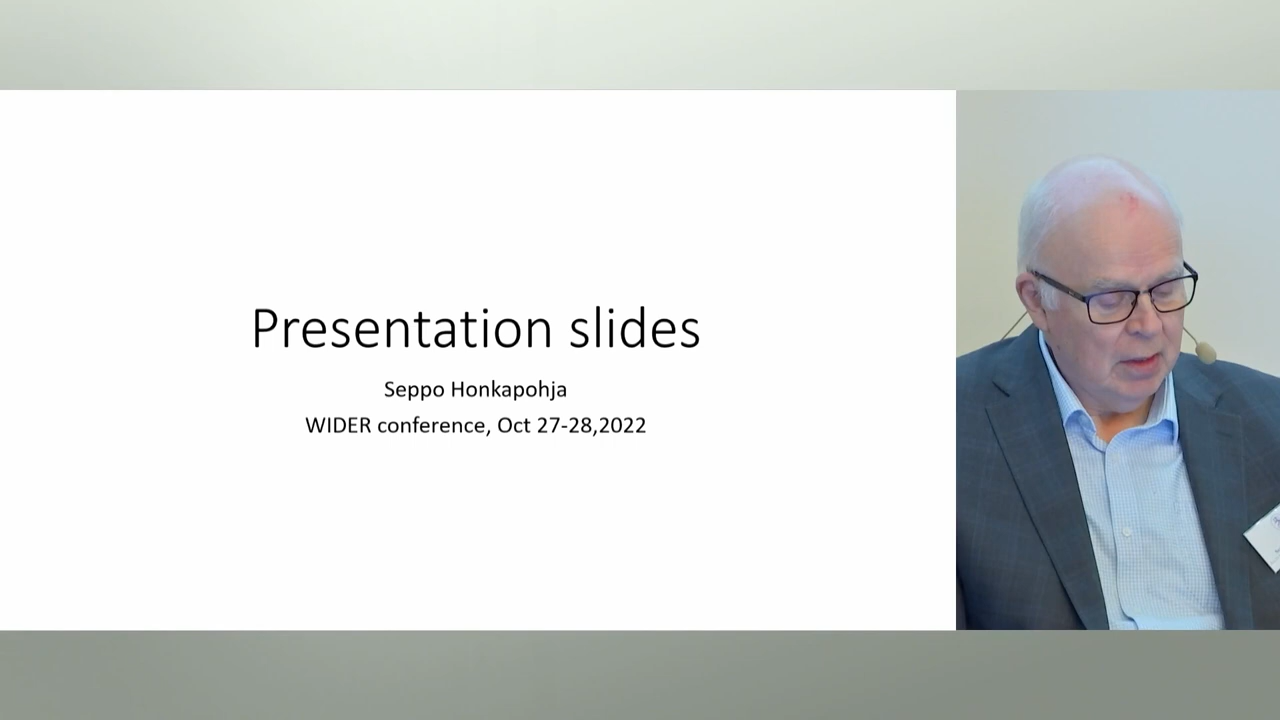 Presentation slides
Seppo Honkapohja
WIDER conference, Oct 27-28,2022